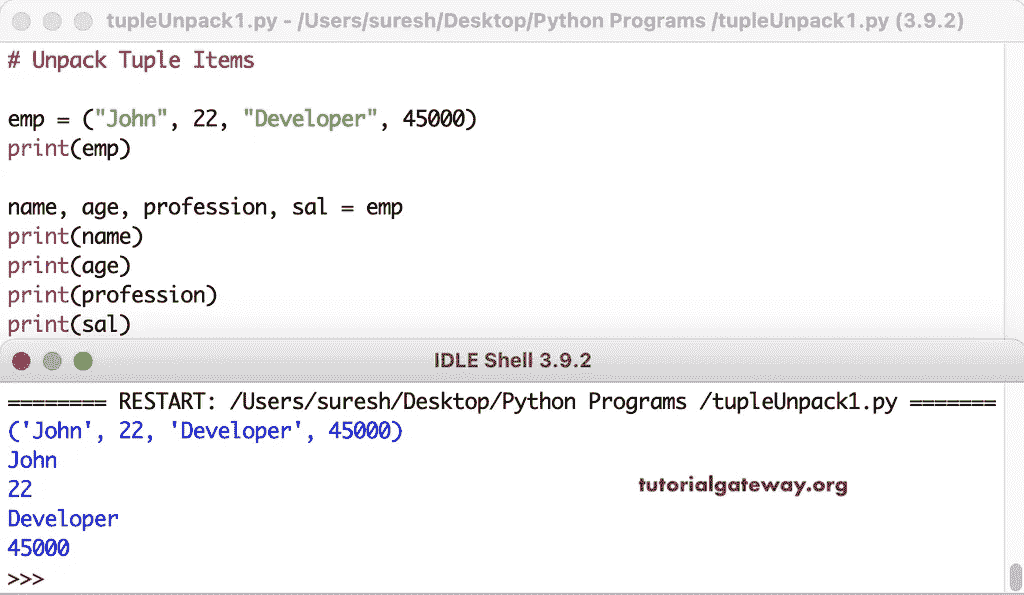 tupleUnpack1.py - /Users/suresh/Desktop/Python Programs /tupleUnpack1.py (3.9.2)
# Unpack Tuple Items
emp = ("John", 22, "Developer", 45000)
print(emp)
name, age, profession, sal = emp
print(name)
print(age)
print(profession)
print(sal)
IDLE Shell 3.9.2
======== RESTART: /Users/suresh/Desktop/Python Programs /tupleUnpack1.py =======
('John', 22, 'Developer', 45000)
John
22
tutorialgateway.org
Developer
45000
>>>